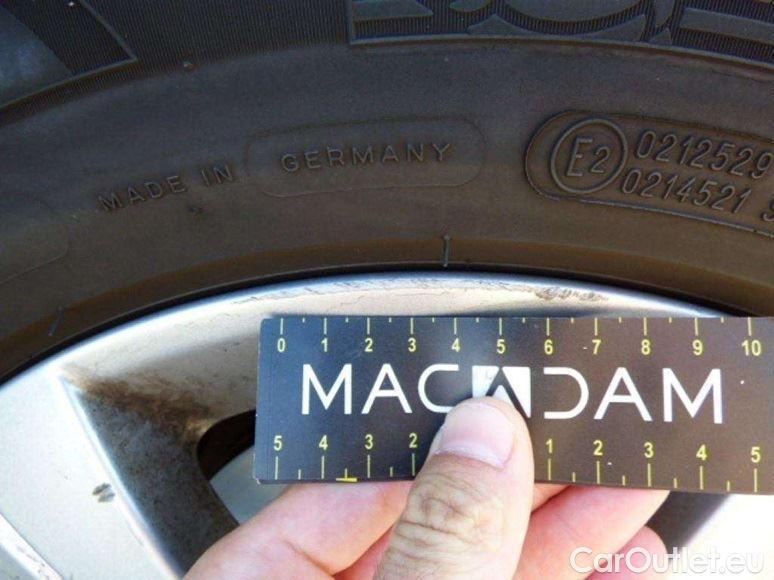 MADE IN GERMANY
E2 0212529
0214521
0 1 2 3 4 5 6 7 8 9 10
MACADAM
5 4 3 2 1 2 3 4 5
CarOutlet.eu